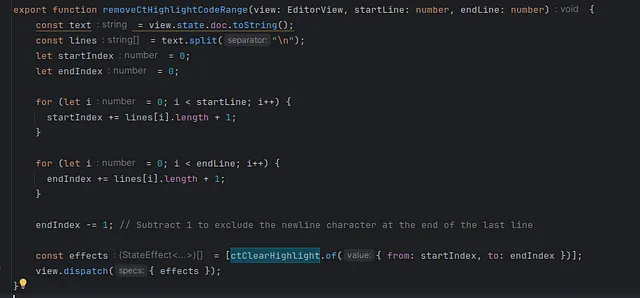 export function removeCtHighlightCodeRange(view: EditorView, startLine: number, endLine: number) :void {
const text :string = view.state.doc.toString();
const lines :string[] = text.split( separator: "\n");
let startIndex :number = 0;
let endIndex :number = 0;
for (let i :number = 0; i < startLine; i++) {
startIndex += lines[i].length + 1;
}
for (let i :number = 0; i < endLine; i++) {
endIndex += lines[i].length + 1;
}
endIndex -= 1; // Subtract 1 to exclude the newline character at the end of the last line
const effects :(StateEffect<...>)[] = [ctClearHighlight.of( value: { from: startIndex, to: endIndex })];
view.dispatch( specs: { effects });
}